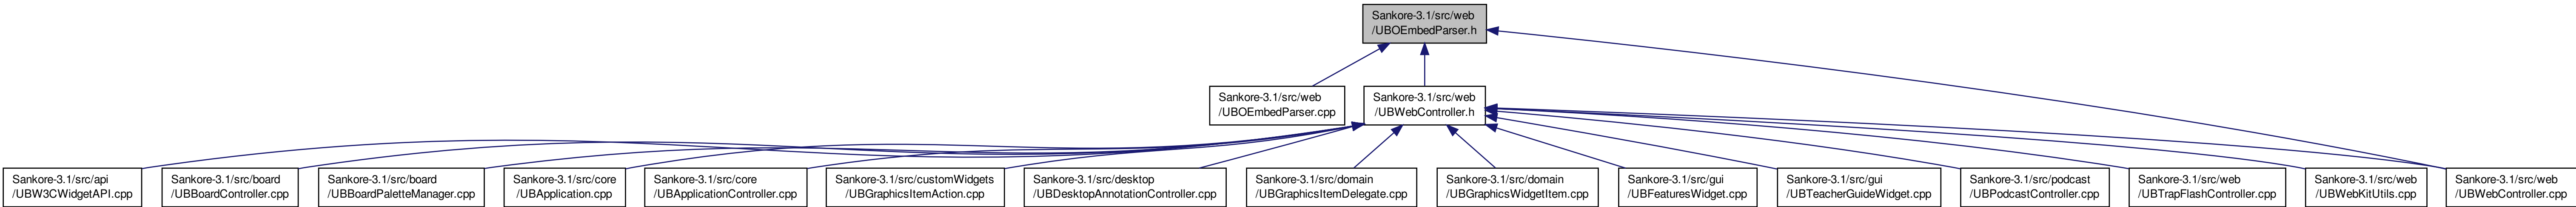 Sankore-3.1/src/web
/UBOEmbedParser.h
Sankore-3.1/src/web
/UBOEmbedParser.cpp
Sankore-3.1/src/web
/UBWebController.h
Sankore-3.1/src/api
/UBW3CWidgetAPI.cpp
Sankore-3.1/src/board
/UBBoardController.cpp
Sankore-3.1/src/board
/UBBoardPaletteManager.cpp
Sankore-3.1/src/core
/UBApplication.cpp
Sankore-3.1/src/core
/UBApplicationController.cpp
Sankore-3.1/src/customWidgets
/UBGraphicsItemAction.cpp
Sankore-3.1/src/desktop
/UBDesktopAnnotationController.cpp
Sankore-3.1/src/domain
/UBGraphicsItemDelegate.cpp
Sankore-3.1/src/domain
/UBGraphicsWidgetItem.cpp
Sankore-3.1/src/gui
/UBFeaturesWidget.cpp
Sankore-3.1/src/gui
/UBTeacherGuideWidget.cpp
Sankore-3.1/src/podcast
/UBPodcastController.cpp
Sankore-3.1/src/web
/UBTrapFlashController.cpp
Sankore-3.1/src/web
/UBWebKitUtils.cpp
Sankore-3.1/src/web
/UBWebController.cpp